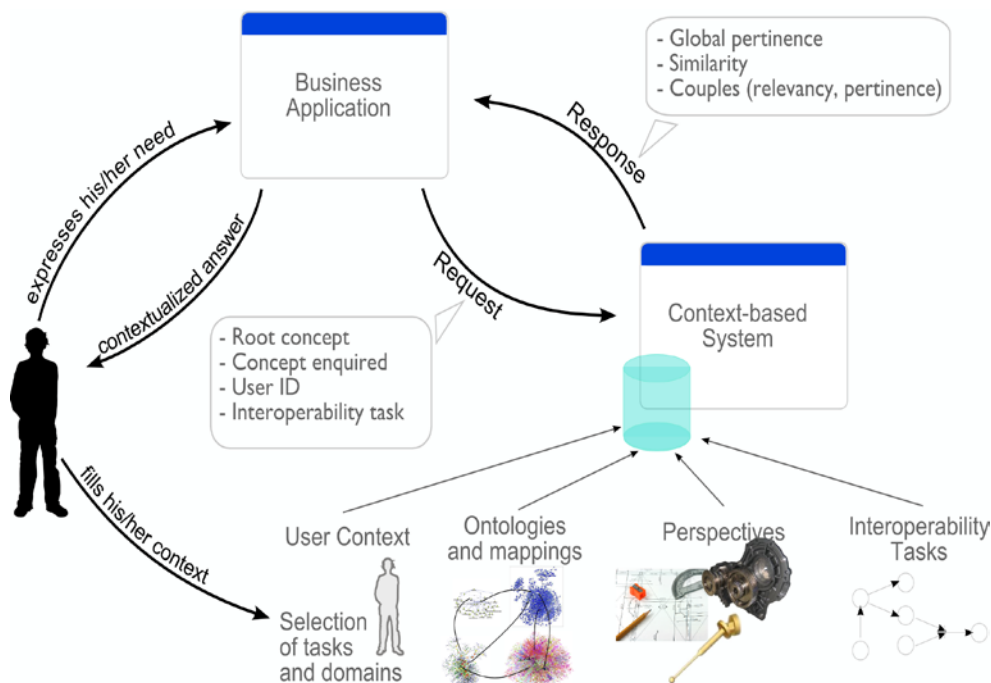 Business
Application
- Global pertinence
- Similarity
- Couples (relevancy, pertinence)
Response
expresses his/her need
contextualized answer
Request
Context-based
System
- Root concept
- Concept enquired
- User ID
- Interoperability task
fills his/her context
User Context
Ontologies
and mappings
Perspectives
Interoperability
Tasks
Selection
of tasks
and domains